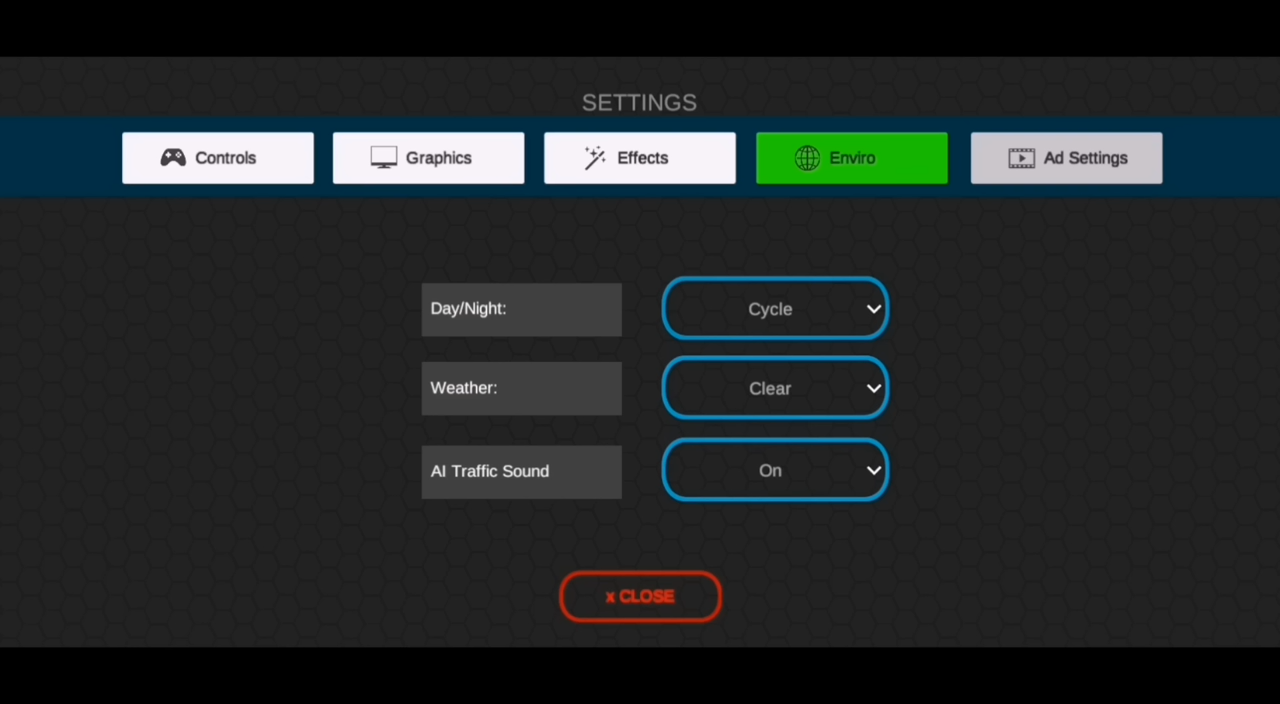 SETTINGS
Controls
Graphics
Effects
Enviro
Ad Settings
Day/Night:
Cycle
Weather:
Clear
AI Traffic Sound
On
x CLOSE